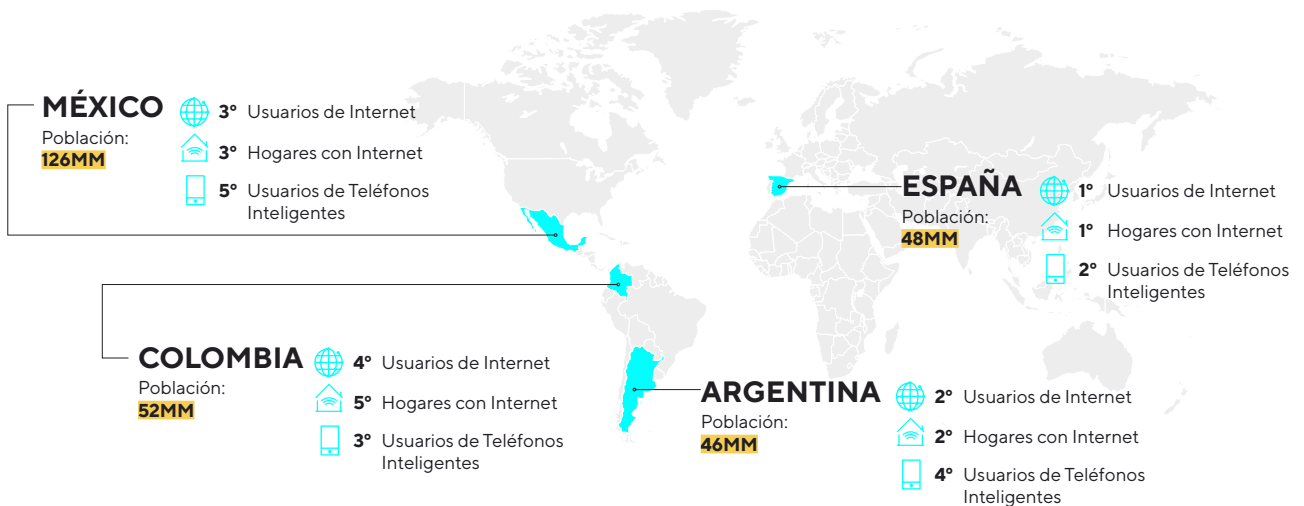 MÉXICO
Población:
126MM
3° Usuarios de Internet
3° Hogares con Internet
5° Usuarios de Teléfonos
Inteligentes
ESPAÑA
Población:
48MM
1° Usuarios de Internet
1° Hogares con Internet
2° Usuarios de Teléfonos
Inteligentes
COLOMBIA
Población:
52MM
4° Usuarios de Internet
5° Hogares con Internet
3° Usuarios de Teléfonos
Inteligentes
ARGENTINA
Población:
46MM
2° Usuarios de Internet
2° Hogares con Internet
4° Usuarios de Teléfonos
Inteligentes